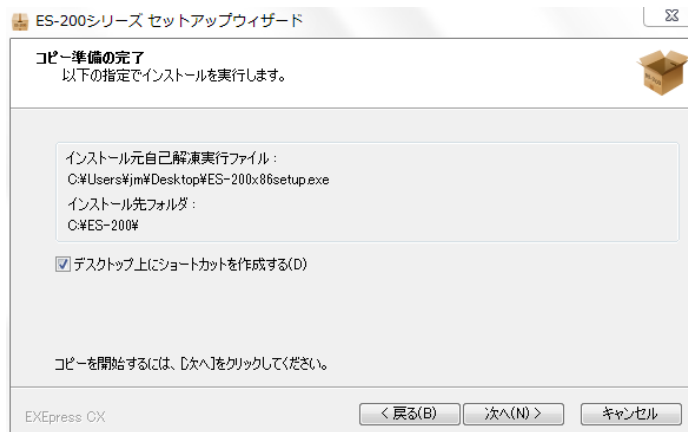 ES-200シリーズ セットアップウィザード
コピー準備の完了
以下の指定でインストールを実行します。
インストール元自己解凍実行ファイル：
C:¥Users¥jm¥Desktop¥ES-200x86setup.exe
インストール先フォルダ：
C:¥ES-200¥
デスクトップ上にショートカットを作成する(D)
コピーを開始するには、[次へ]をクリックしてください。
EXEpress CX
< 戻る(B)
次へ(N) >
キャンセル